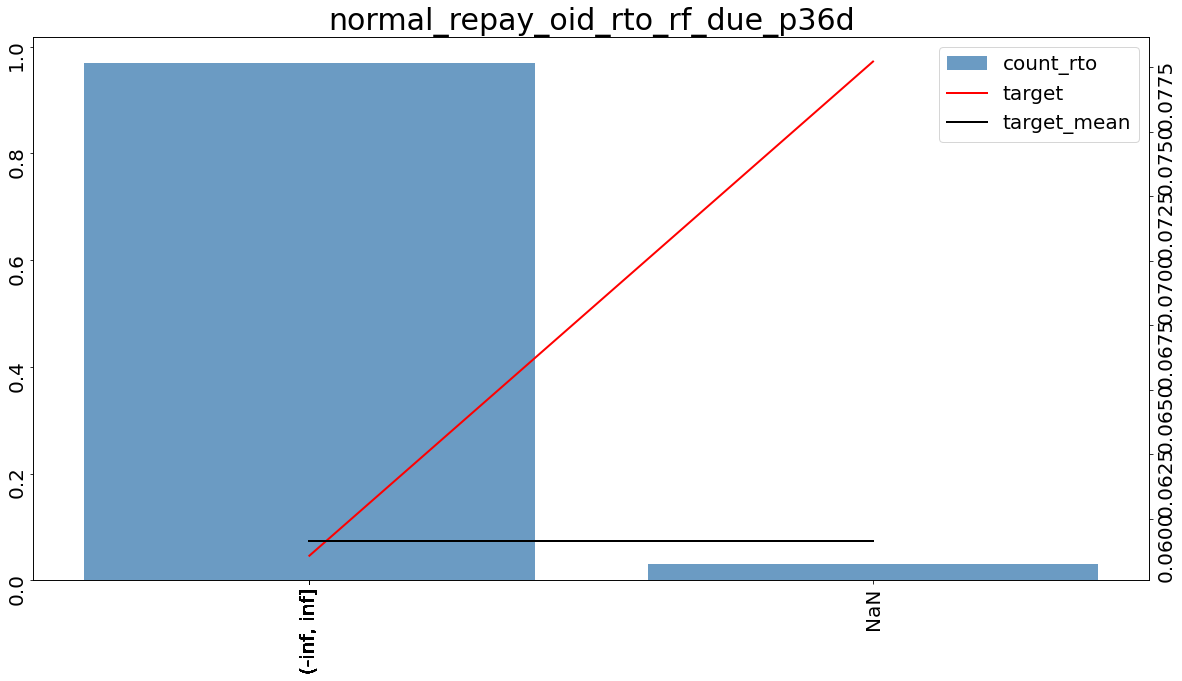 normal_repay_oid_rto_rf_due_p36d
count_rto
target
target_mean
1.0
0.8
0.6
0.4
0.2
0.0
0.0775
0.0750
0.0725
0.0700
0.0675
0.0650
0.0625
0.0600
(-inf, inf]
NaN